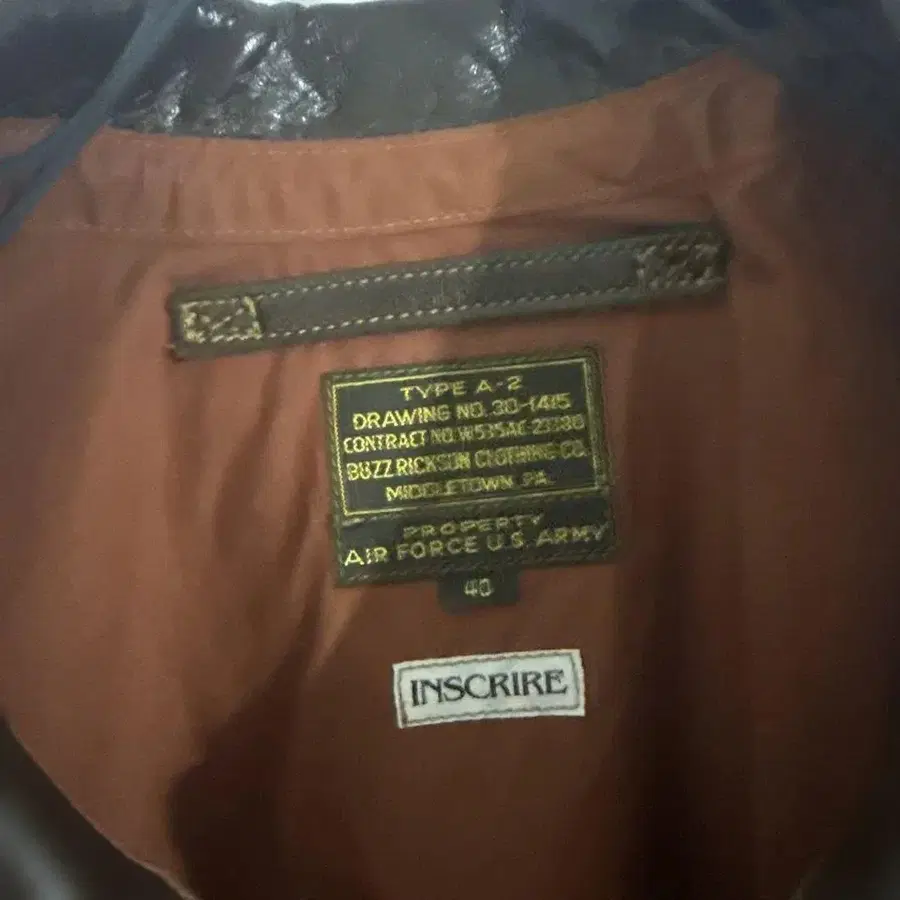 TYPE A-2
DRAWING NO. 30-1415
CONTRACT NO. W535AC 23380
BUZZ RICKSON CLOTHING CO.
MIDDLETOWN, PA.
PROPERTY
AIR FORCE U.S. ARMY
40
INSCRIRE